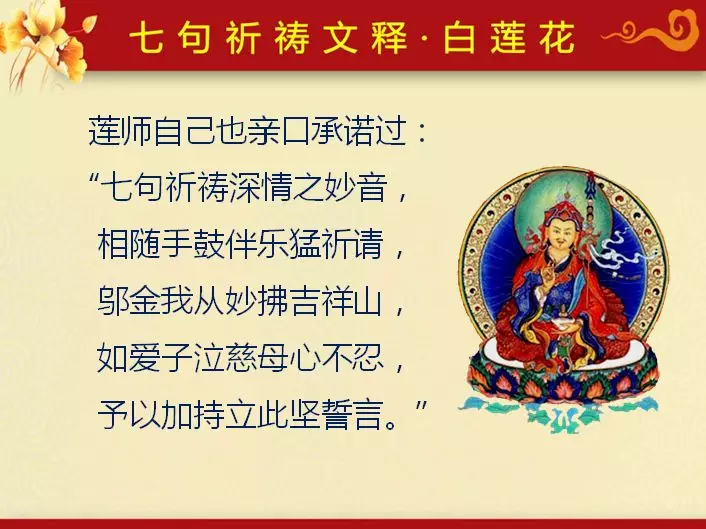 七句祈祷文释·白莲花
莲师自己也亲口承诺过：
“七句祈祷深情之妙音，
相随手鼓伴乐猛祈请，
邬金我从妙拂吉祥山，
如爱子泣慈母心不忍，
予以加持立此坚誓言。”